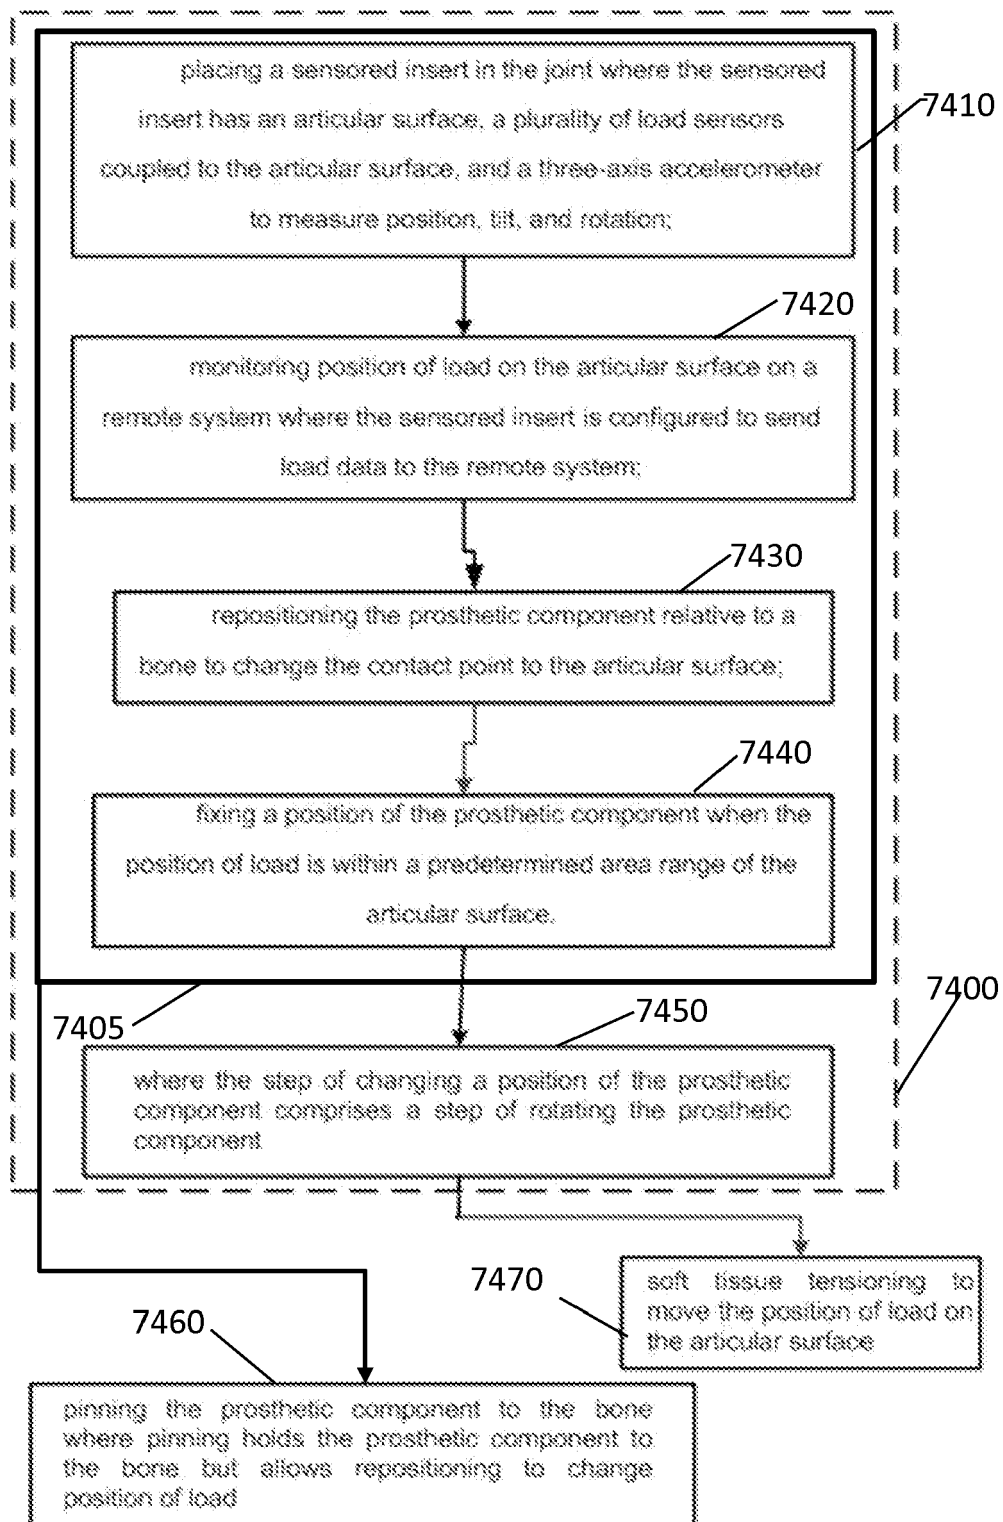 placing a sensored insert in the joint where the sensored
insert has an articular surface, a plurality of load sensors
coupled to the articular surface, and a three-axis accelerometer
to measure position, tilt, and rotation;
7410
7420
monitoring position of load on the articular surface on a
remote system where the sensored insert is configured to send
load data to the remote system;
7430
repositioning the prosthetic component relative to a
bone to change the contact point to the articular surface;
7440
fixing a position of the prosthetic component when the
position of load is within a predetermined area range of the
articular surface.
7400
7405
7450
where the step of changing a position of the prosthetic
component comprises a step of rotating the prosthetic
component
7470
soft tissue tensioning to
move the position of load on
the articular surface
7460
pinning the prosthetic component to the bone
where pinning holds the prosthetic component to
the bone but allows repositioning to change
position of load